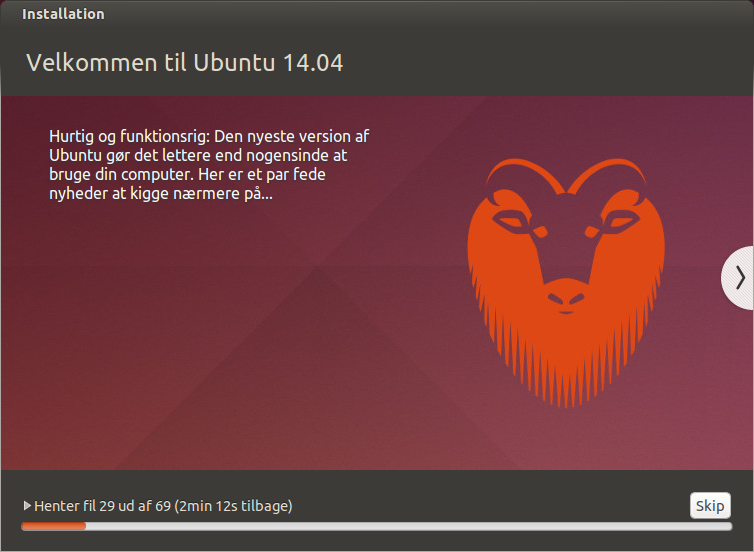 Installation
Velkommen til Ubuntu 14.04
Hurtig og funktionsrig: Den nyeste version af
Ubuntu gør det lettere end nogensinde at
bruge din computer. Her er et par fede
nyheder at kigge nærmere på...
Henter fil 29 ud af 69 (2min 12s tilbage)
Skip